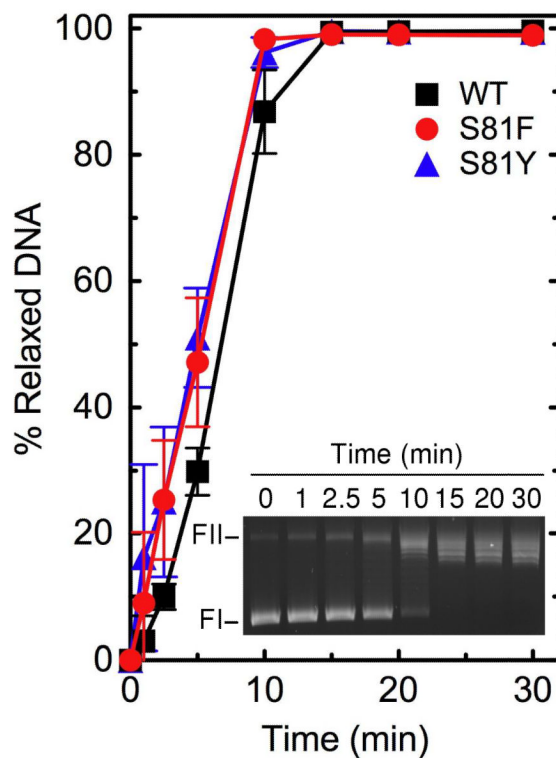 100
80
60
40
20
0
% Relaxed DNA
WT
S81F
S81Y
Time (min)
0 1 2.5 5 10 15 20 30
FII–
FI–
0 10 20 30
Time (min)